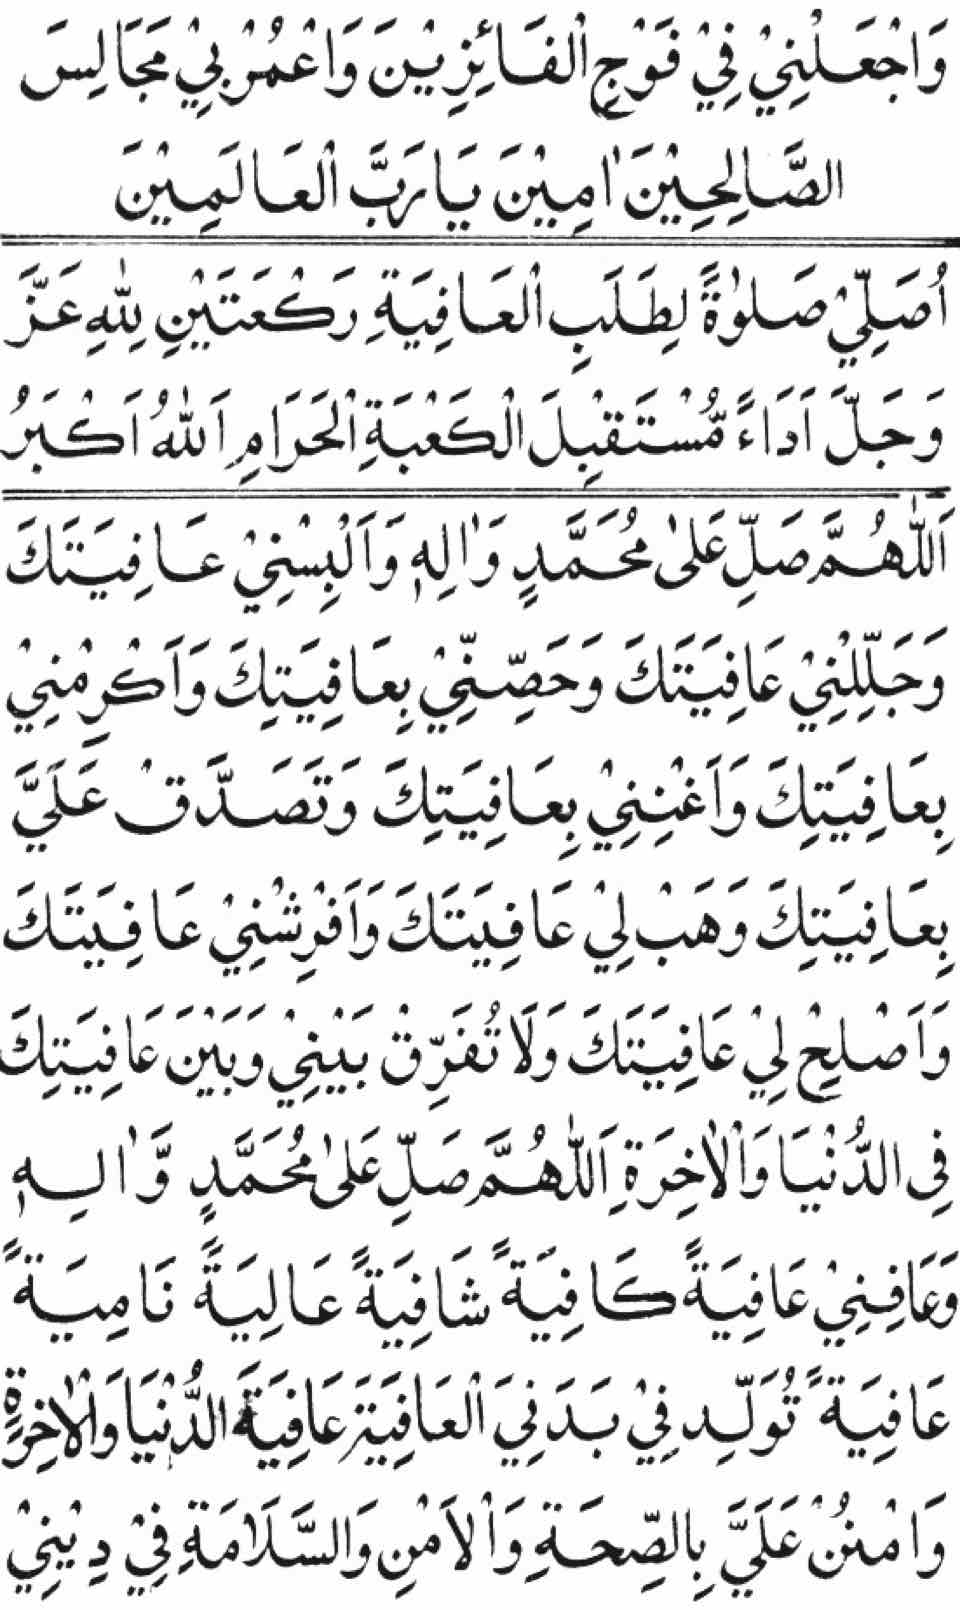 وَاجْعَلْنِيْ فِيْ فَوْجِ الْفَائِزِيْنَ وَاعْمُرْ بِيْ مَجَالِسَ
الصَّالِحِيْنَ اٰمِيْنَ يَا رَبَّ الْعَالَمِيْنَ
اُصَلِّيْ صَلٰوةً لِطَلَبِ الْعَافِيَةِ رَكْعَتَيْنِ لِلّٰهِ عَزَّ
وَجَلَّ اَدَاءً مُّسْتَقْبِلَ الْكَعْبَةِ الْحَرَامِ اَللّٰهُ اَكْبَرُ
اَللّٰهُمَّ صَلِّ عَلٰى مُحَمَّدٍ وَاٰلِهٖ وَاَلْبِسْنِيْ عَافِيَتَكَ
وَجَلِّلْنِيْ عَافِيَتَكَ وَحَصِّنِّيْ بِعَافِيَتِكَ وَاَكْرِمْنِيْ
بِعَافِيَتِكَ وَاَغْنِنِيْ بِعَافِيَتِكَ وَتَصَدَّقْ عَلَيَّ
بِعَافِيَتِكَ وَهَبْ لِيْ عَافِيَتَكَ وَاَفْرِشْنِيْ عَافِيَتَكَ
وَاَصْلِحْ لِيْ عَافِيَتَكَ وَلَا تُفَرِّقْ بَيْنِيْ وَبَيْنَ عَافِيَتِكَ
فِى الدُّنْيَا وَالْاٰخِرَةِ اَللّٰهُمَّ صَلِّ عَلٰى مُحَمَّدٍ وَّاٰلِهٖ
وَعَافِنِيْ عَافِيَةً كَافِيَةً شَافِيَةً عَالِيَةً نَامِيَةً
عَافِيَةً تُوَلِّدُ فِيْ بَدَنِيَ الْعَافِيَةَ عَافِيَةَ الدُّنْيَا وَالْاٰخِرَةِ
وَامْنُنْ عَلَيَّ بِالصِّحَةِ وَالْاَمْنِ وَالسَّلَامَةِ فِيْ دِيْنِيْ